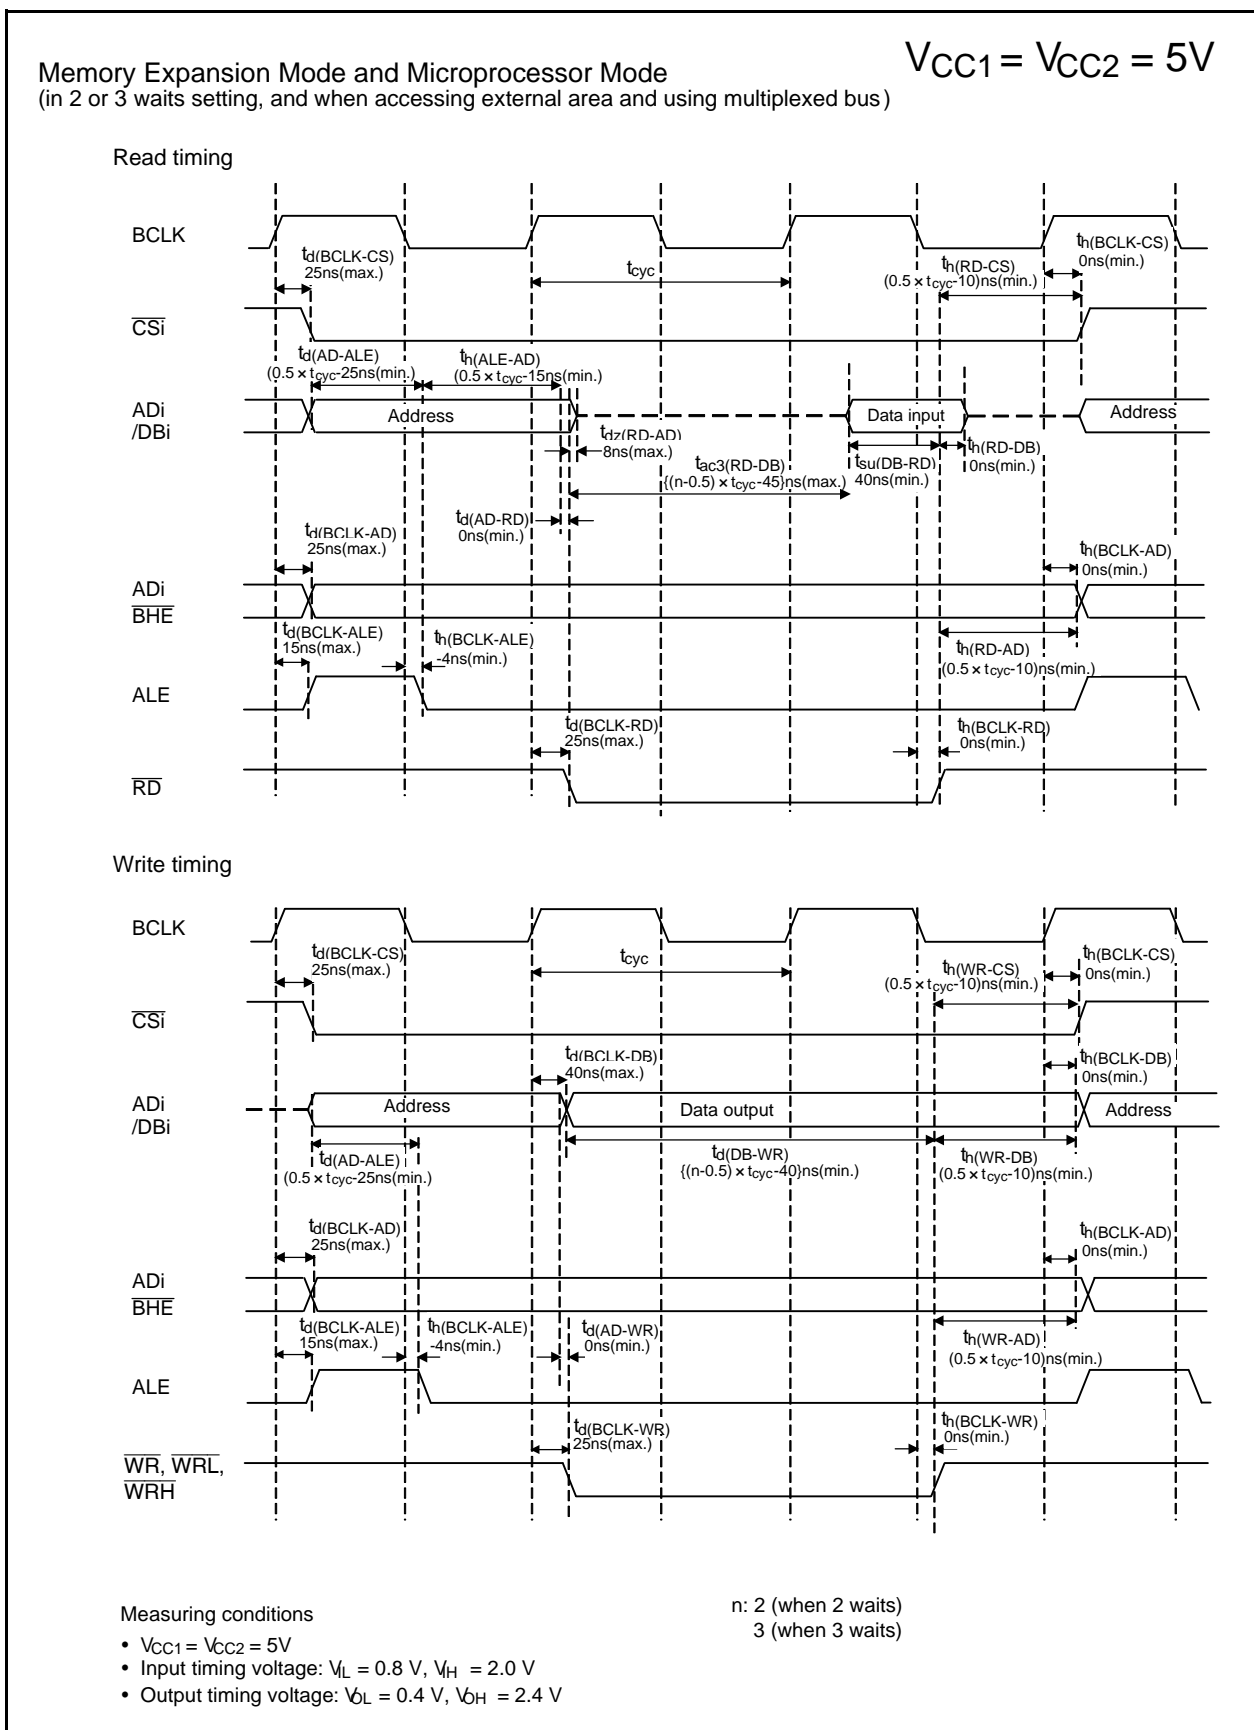 VCC1 = VCC2 = 5V
Memory Expansion Mode and Microprocessor Mode
(in 2 or 3 waits setting, and when accessing external area and using multiplexed bus)
Read timing
BCLK
td(BCLK-CS)
25ns(max.)
tcyc
th(RD-CS)
(0.5 × tcyc-10)ns(min.)
th(BCLK-CS)
0ns(min.)
CSi
td(AD-ALE)
(0.5 × tcyc-25ns(min.
th(ALE-AD)
(0.5 × tcyc-15ns(min.
ADi
/DBi
Address
Data input
Address
tdz(RD-AD)
8ns(max.)
tac3(RD-DB)
{(n-0.5) × tcyc-45}ns(max.)
tsu(DB-RD)
40ns(min.)
th(RD-DB)
0ns(min.)
td(AD-RD)
0ns(min.)
td(BCLK-AD)
25ns(max.)
th(BCLK-AD)
0ns(min.)
ADi
BHE
td(BCLK-ALE)
15ns(max.)
th(BCLK-ALE)
-4ns(min.)
th(RD-AD)
(0.5 × tcyc-10)ns(min.)
ALE
td(BCLK-RD)
25ns(max.)
th(BCLK-RD)
0ns(min.)
RD
Write timing
BCLK
td(BCLK-CS)
25ns(max.)
tcyc
th(WR-CS)
(0.5 × tcyc-10)ns(min.)
th(BCLK-CS)
0ns(min.)
CSi
td(BCLK-DB)
40ns(max.)
th(BCLK-DB)
0ns(min.)
ADi
/DBi
Address
Data output
Address
td(AD-ALE)
(0.5 × tcyc-25ns(min.)
td(DB-WR)
{(n-0.5) × tcyc-40}ns(min.)
th(WR-DB)
(0.5 × tcyc-10)ns(min.)
td(BCLK-AD)
25ns(max.)
th(BCLK-AD)
0ns(min.)
ADi
BHE
td(BCLK-ALE)
15ns(max.)
th(BCLK-ALE)
-4ns(min.)
td(AD-WR)
0ns(min.)
th(WR-AD)
(0.5 × tcyc-10)ns(min.)
ALE
td(BCLK-WR)
25ns(max.)
th(BCLK-WR)
0ns(min.)
WR, WRL,
WRH
Measuring conditions
• VCC1 = VCC2 = 5V
• Input timing voltage: VIL = 0.8 V, VIH = 2.0 V
• Output timing voltage: VOL = 0.4 V, VOH = 2.4 V
n: 2 (when 2 waits)
3 (when 3 waits)